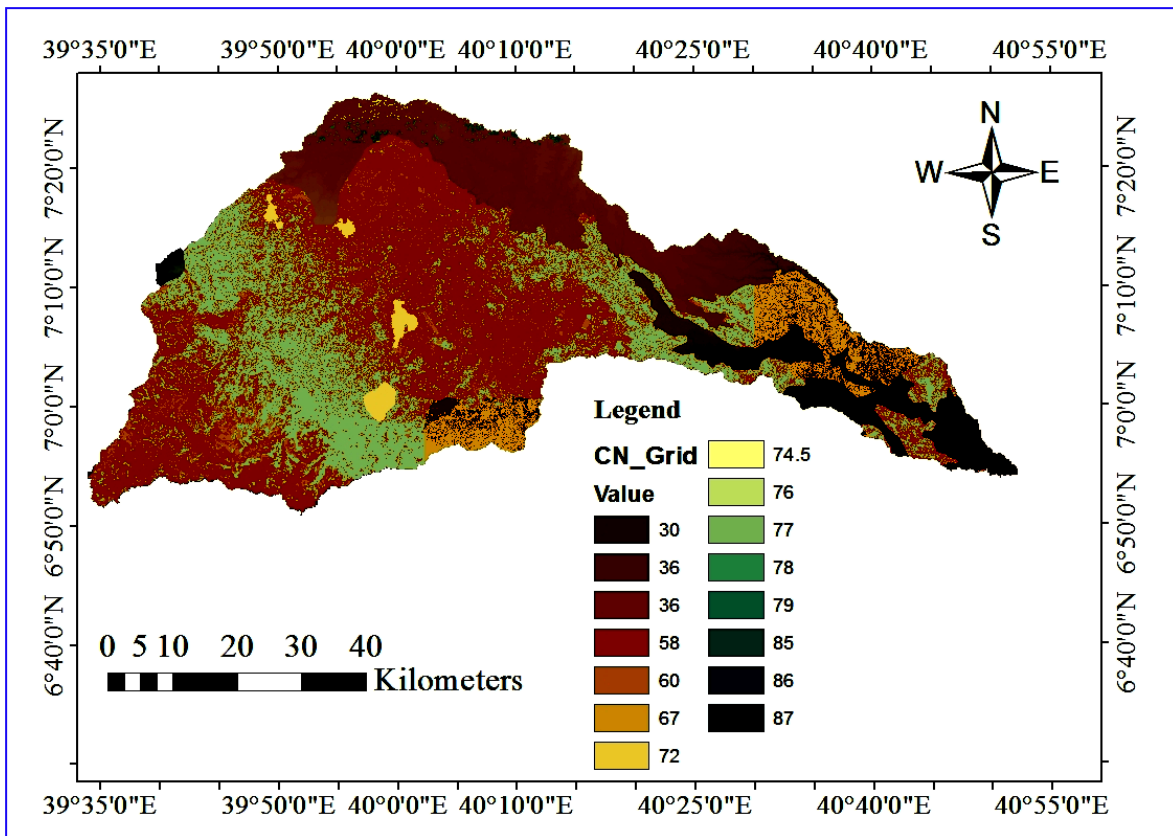 39°35'0"E 39°50'0"E 40°0'0"E 40°10'0"E 40°25'0"E 40°40'0"E 40°55'0"E
N
W E
S
7°20'0"N 7°20'0"N
7°10'0"N 7°10'0"N
7°0'0"N 7°0'0"N
6°50'0"N 6°50'0"N
6°40'0"N 6°40'0"N
Legend
CN_Grid
Value
30
36
36
58
60
67
72
74.5
76
77
78
79
85
86
87
0 5 10 20 30 40
Kilometers
39°35'0"E 39°50'0"E 40°0'0"E 40°10'0"E 40°25'0"E 40°40'0"E 40°55'0"E